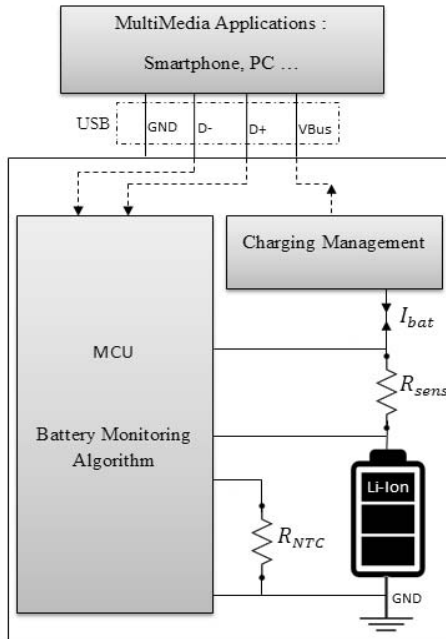 MultiMedia Applications :
Smartphone, PC ...
USB
GND
D-
D+
VBus
Charging Management
I_bat
MCU
R_sens
Battery Monitoring
Algorithm
Li-Ion
R_NTC
GND